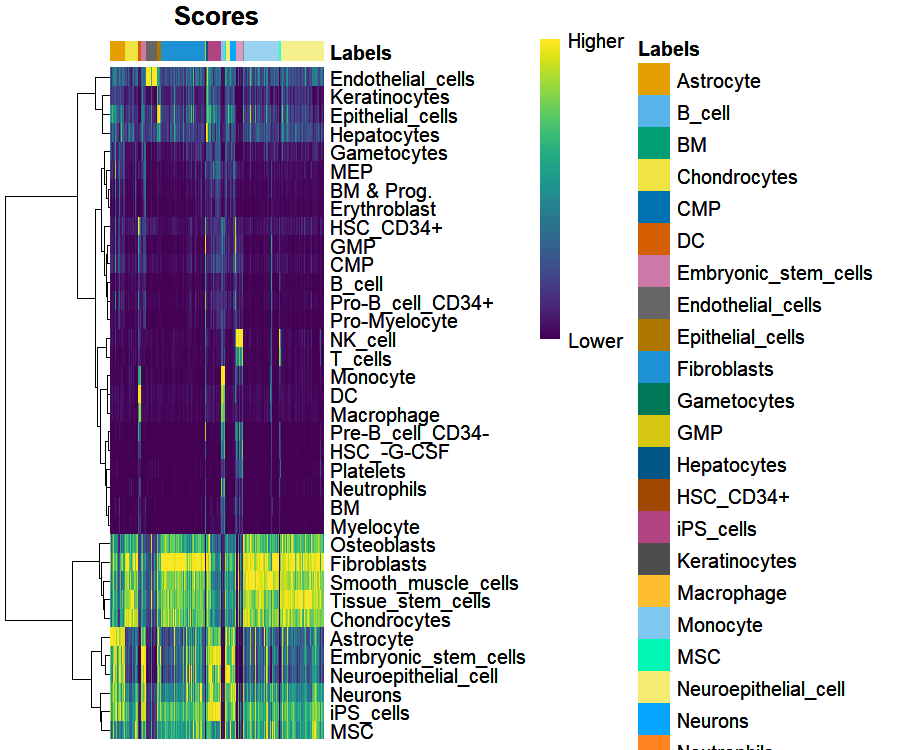 Scores
Labels
Endothelial_cells
Keratinocytes
Epithelial_cells
Hepatocytes
Gametocytes
MEP
BM & Prog.
Erythroblast
HSC_CD34+
GMP
CMP
B_cell
Pro-B_cell_CD34+
Pro-Myelocyte
NK_cell
T_cells
Monocyte
DC
Macrophage
Pre-B_cell_CD34-
HSC_-G-CSF
Platelets
Neutrophils
BM
Myelocyte
Osteoblasts
Fibroblasts
Smooth_muscle_cells
Tissue_stem_cells
Chondrocytes
Astrocyte
Embryonic_stem_cells
Neuroepithelial_cell
Neurons
iPS_cells
MSC
Higher
Lower
Labels
Astrocyte
B_cell
BM
Chondrocytes
CMP
DC
Embryonic_stem_cells
Endothelial_cells
Epithelial_cells
Fibroblasts
Gametocytes
GMP
Hepatocytes
HSC_CD34+
iPS_cells
Keratinocytes
Macrophage
Monocyte
MSC
Neuroepithelial_cell
Neurons